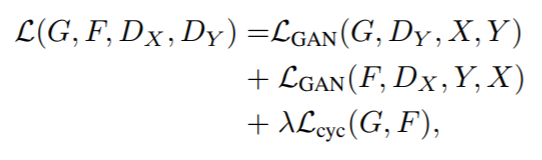 ℒ(G, F, D_X, D_Y) =ℒ_GAN(G, D_Y, X, Y)
+ ℒ_GAN(F, D_X, Y, X)
+ λℒ_cyc(G, F),